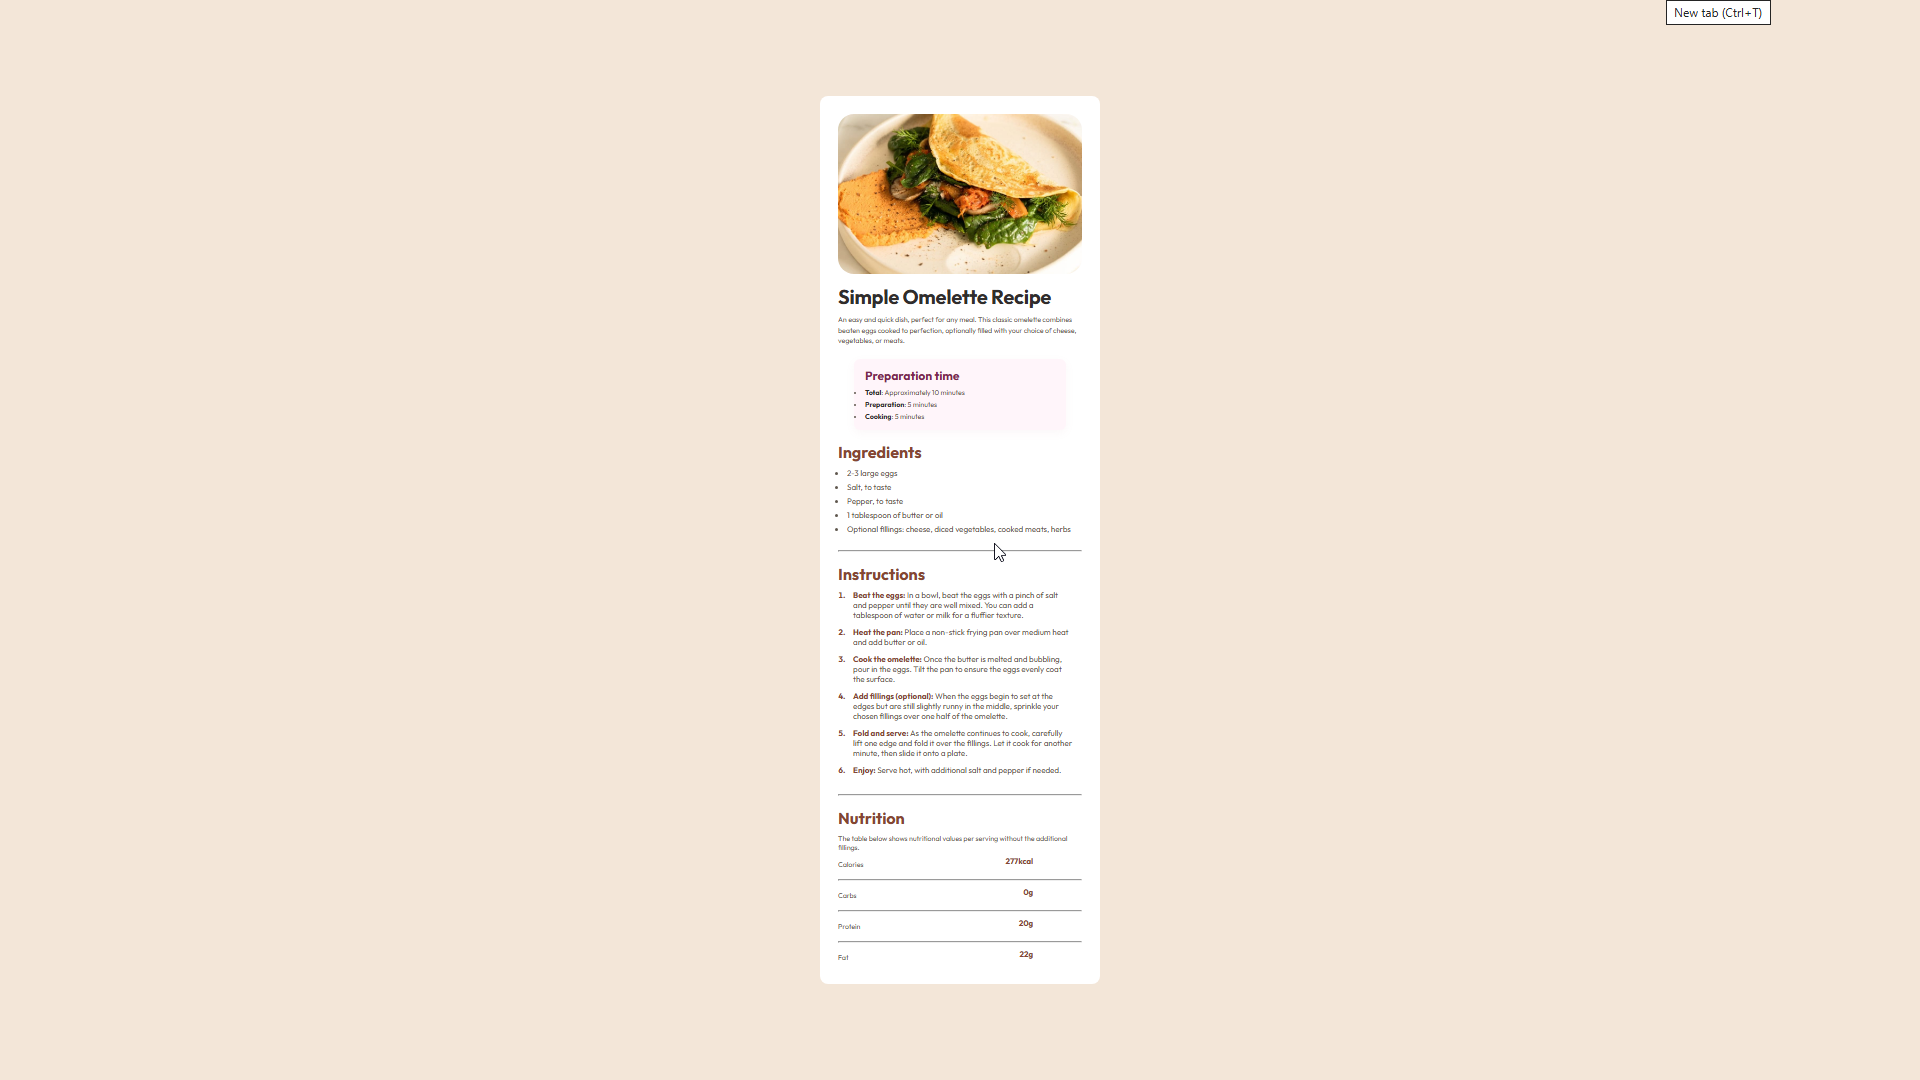 New tab (Ctrl+T)
Simple Omelette Recipe
An easy and quick dish, perfect for any meal. This classic omelette combines
beaten eggs cooked to perfection, optionally filled with your choice of cheese,
vegetables, or meats.
Preparation time
• Total: Approximately 10 minutes
• Preparation: 5 minutes
• Cooking: 5 minutes
Ingredients
• 2-3 large eggs
• Salt, to taste
• Pepper, to taste
• 1 tablespoon of butter or oil
• Optional fillings: cheese, diced vegetables, cooked meats, herbs
Instructions
1. Beat the eggs: In a bowl, beat the eggs with a pinch of salt
and pepper until they are well mixed. You can add a
tablespoon of water or milk for a fluffier texture.
2. Heat the pan: Place a non-stick frying pan over medium heat
and add butter or oil.
3. Cook the omelette: Once the butter is melted and bubbling,
pour in the eggs. Tilt the pan to ensure the eggs evenly coat
the surface.
4. Add fillings (optional): When the eggs begin to set at the
edges but are still slightly runny in the middle, sprinkle your
chosen fillings over one half of the omelette.
5. Fold and serve: As the omelette continues to cook, carefully
lift one edge and fold it over the fillings. Let it cook for another
minute, then slide it onto a plate.
6. Enjoy: Serve hot, with additional salt and pepper if needed.
Nutrition
The table below shows nutritional values per serving without the additional
fillings.
Calories 277kcal
Carbs 0g
Protein 20g
Fat 22g